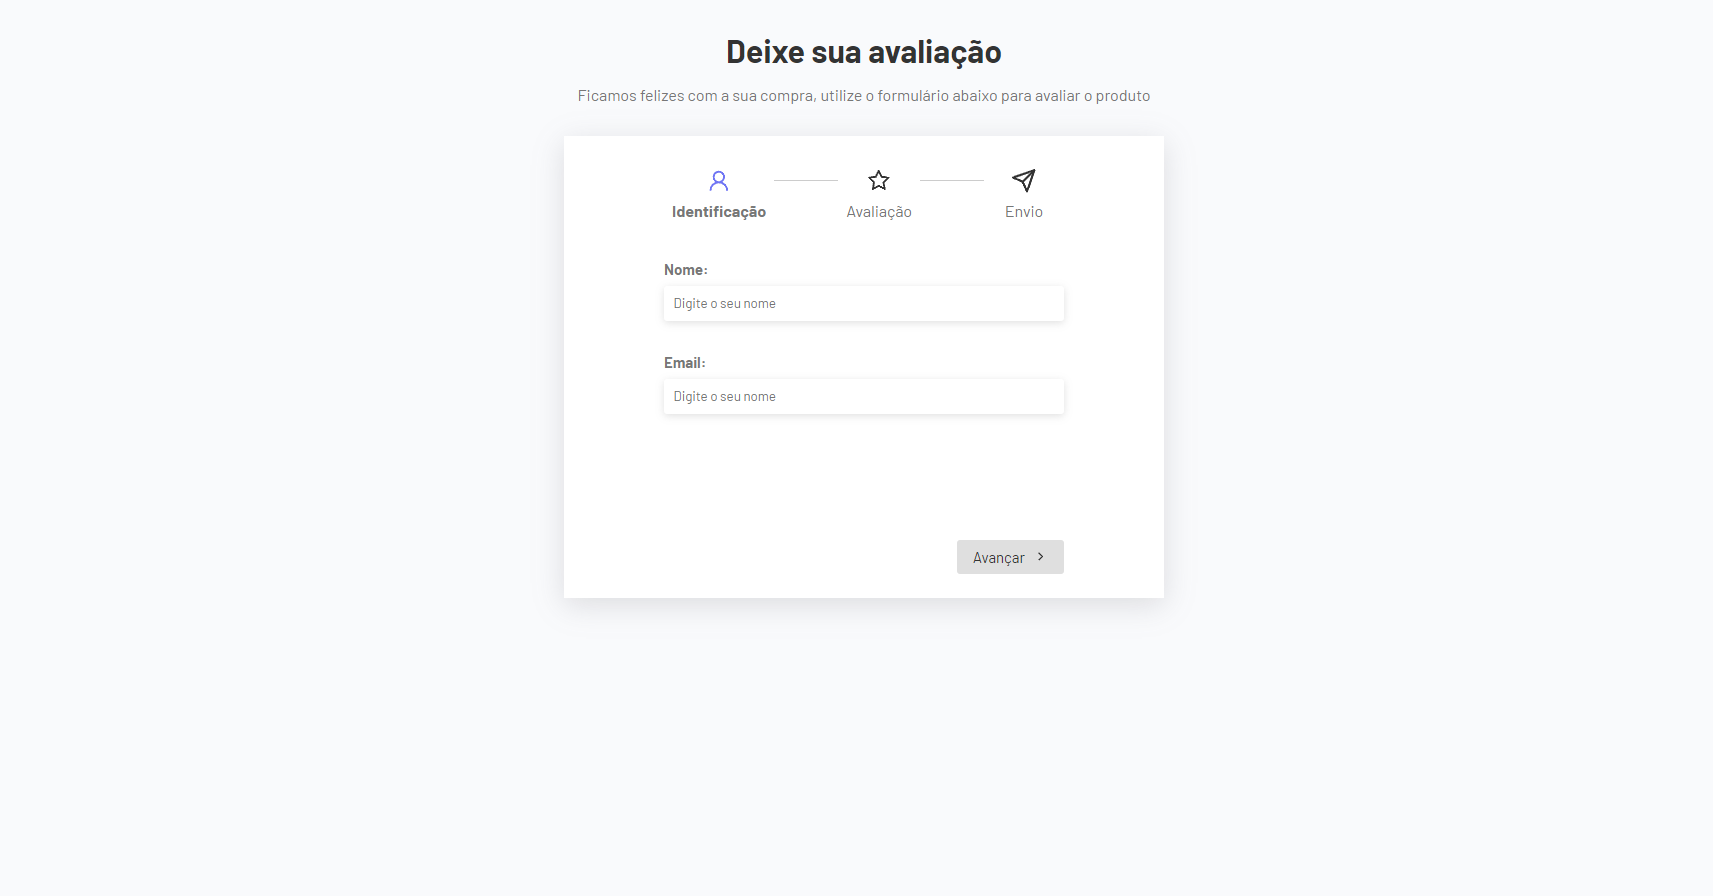 Deixe sua avaliação
Ficamos felizes com a sua compra, utilize o formulário abaixo para avaliar o produto
Identificação
Avaliação
Envio
Nome:
Digite o seu nome
Email:
Digite o seu nome
Avançar